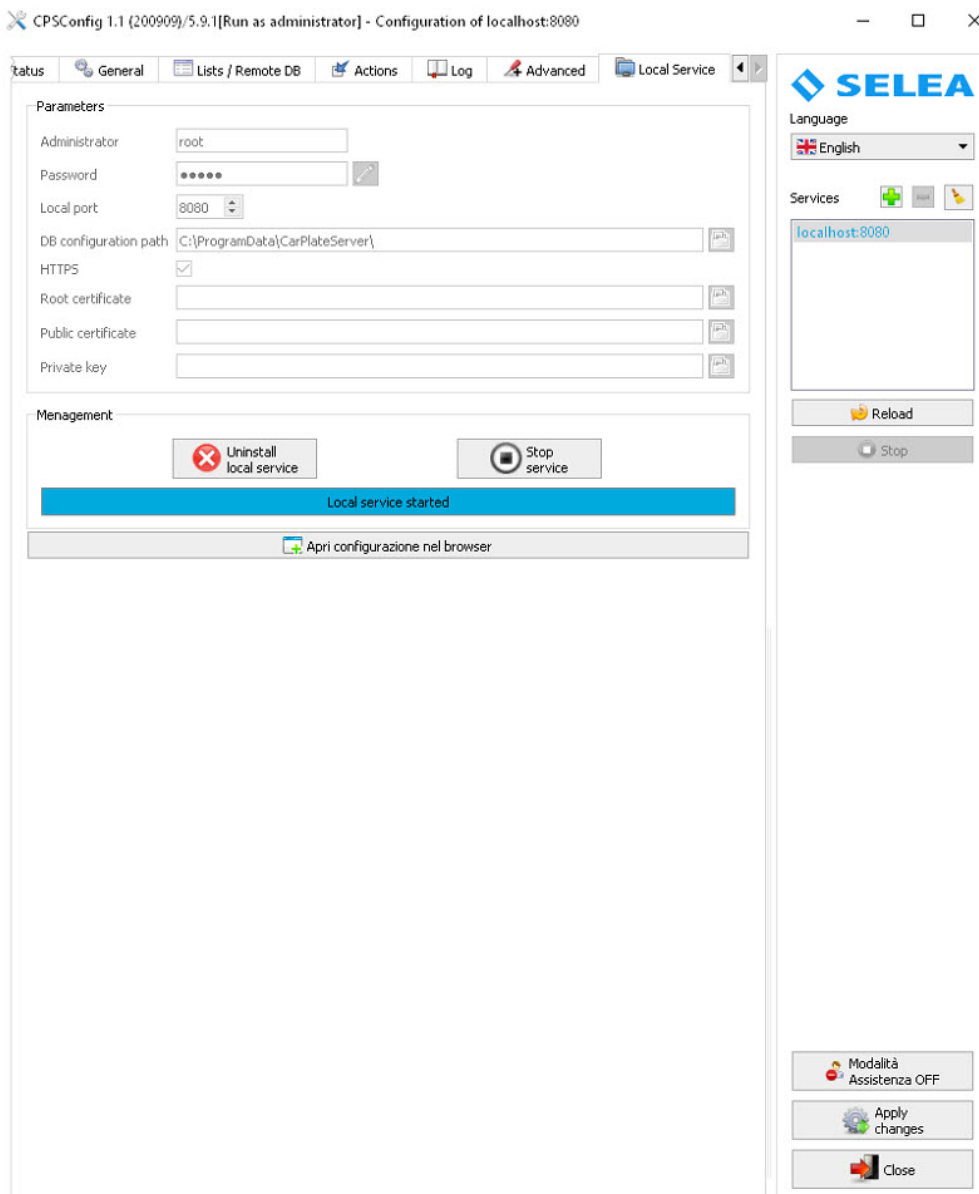 CPSConfig 1.1 (200909)/5.9.1[Run as administrator] - Configuration of localhost:8080
tatus General Lists / Remote DB Actions Log Advanced Local Service
SELEA
Parameters
Administrator root
Password
Local port 8080
DB configuration path C:\ProgramData\CarPlateServer\
HTTPS
Root certificate
Public certificate
Private key
Menagement
Uninstall
local service
Stop
service
Local service started
Apri configurazione nel browser
Language
English
Services
localhost:8080
Reload
Stop
Modalità
Assistenza OFF
Apply
changes
Close